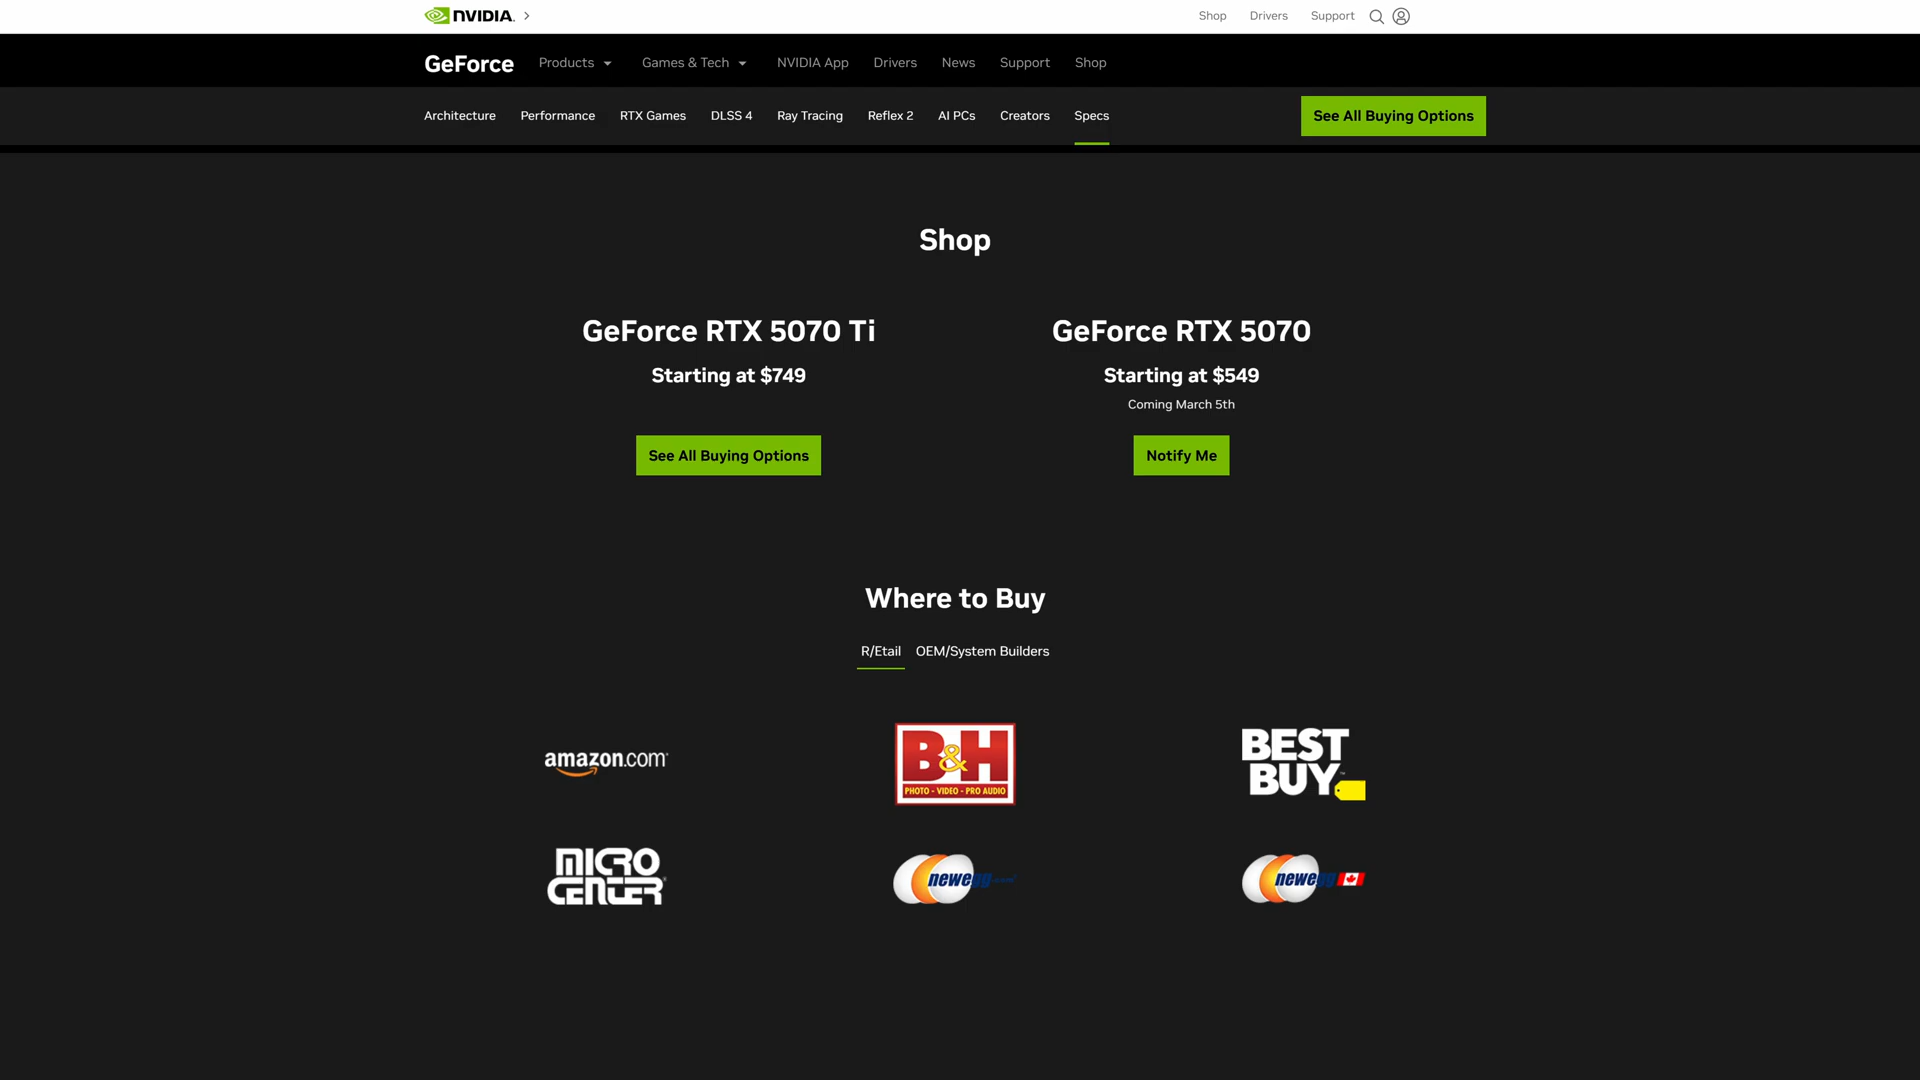 NVIDIA.
Shop Drivers Support
GeForce Products Games & Tech NVIDIA App Drivers News Support Shop
Architecture Performance RTX Games DLSS 4 Ray Tracing Reflex 2 AI PCs Creators Specs See All Buying Options
Shop
GeForce RTX 5070 Ti
Starting at $749
See All Buying Options
GeForce RTX 5070
Starting at $549
Coming March 5th
Notify Me
Where to Buy
R/Etail OEM/System Builders
amazon.com
B&H
PHOTO - VIDEO - PRO AUDIO
BEST
BUY
MICRO
CENTER
newegg
newegg